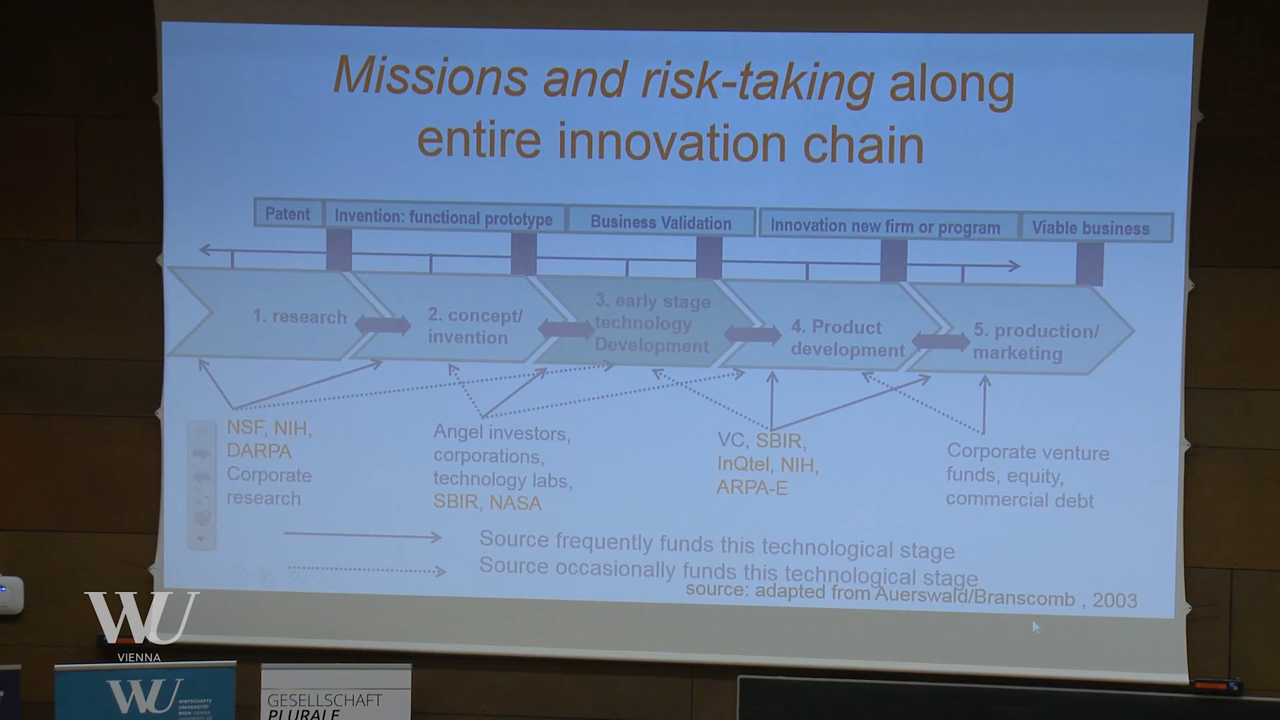 Missions and risk-taking along
entire innovation chain
Patent
Invention: functional prototype
Business Validation
Innovation new firm or program
Viable business
1. research
2. concept/
invention
3. early stage
technology
Development
4. Product
development
5. production/
marketing
NSF, NIH,
DARPA
Corporate
research
Angel investors,
corporations,
technology labs,
SBIR, NASA
VC, SBIR,
InQtel, NIH,
ARPA-E
Corporate venture
funds, equity,
commercial debt
Source frequently funds this technological stage
Source occasionally funds this technological stage
source: adapted from Auerswald/Branscomb , 2003
WU
VIENNA
WU
GESELLSCHAFT
PLURALE